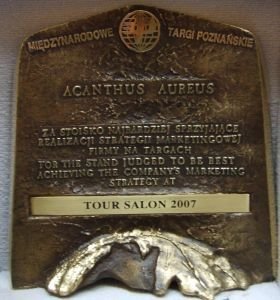 MIĘDZYNARODOWE TARGI POZNAŃSKIE
ACANTHUS AUREUS
ZA STOISKO NAJBARDZIEJ SPRZYJAJĄCE
REALIZACJI STRATEGII MARKETINGOWEJ
FIRMY NA TARGACH
FOR THE STAND JUDGED TO BE BEST
ACHIEVING THE COMPANY'S MARKETING
STRATEGY AT
TOUR SALON 2007